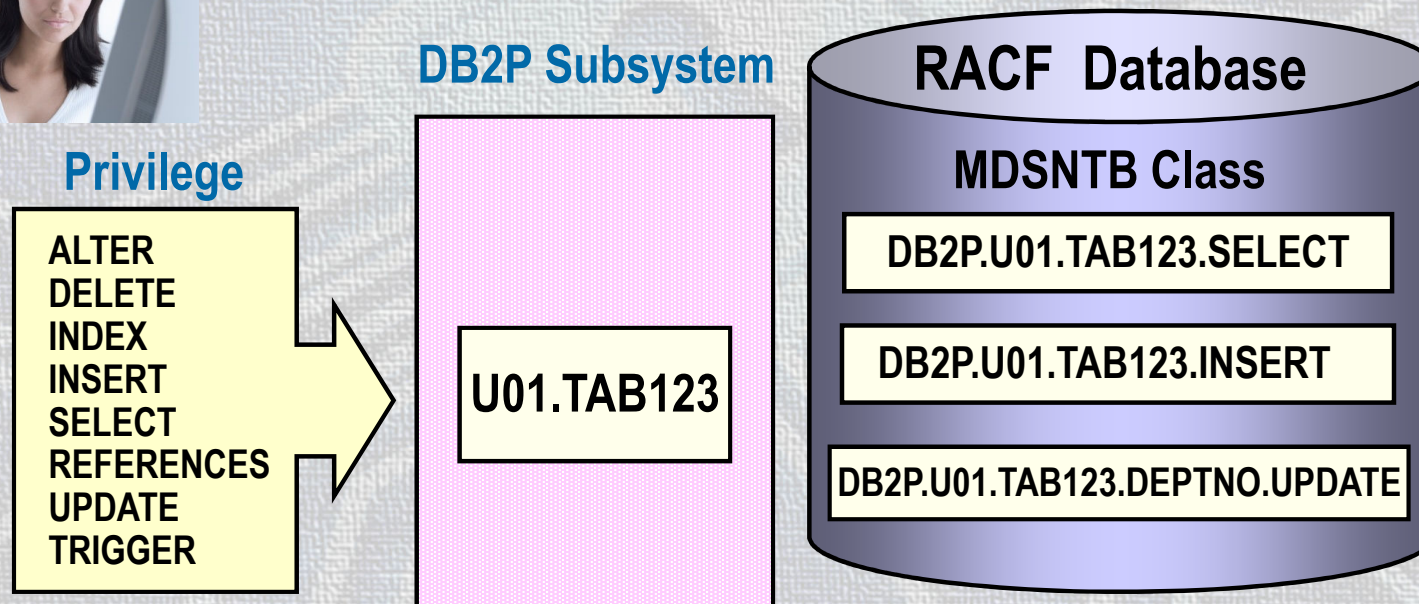 Privilege
ALTER
DELETE
INDEX
INSERT
SELECT
REFERENCES
UPDATE
TRIGGER
DB2P Subsystem
U01.TAB123
RACF Database
MDSNTB Class
DB2P.U01.TAB123.SELECT
DB2P.U01.TAB123.INSERT
DB2P.U01.TAB123.DEPTNO.UPDATE